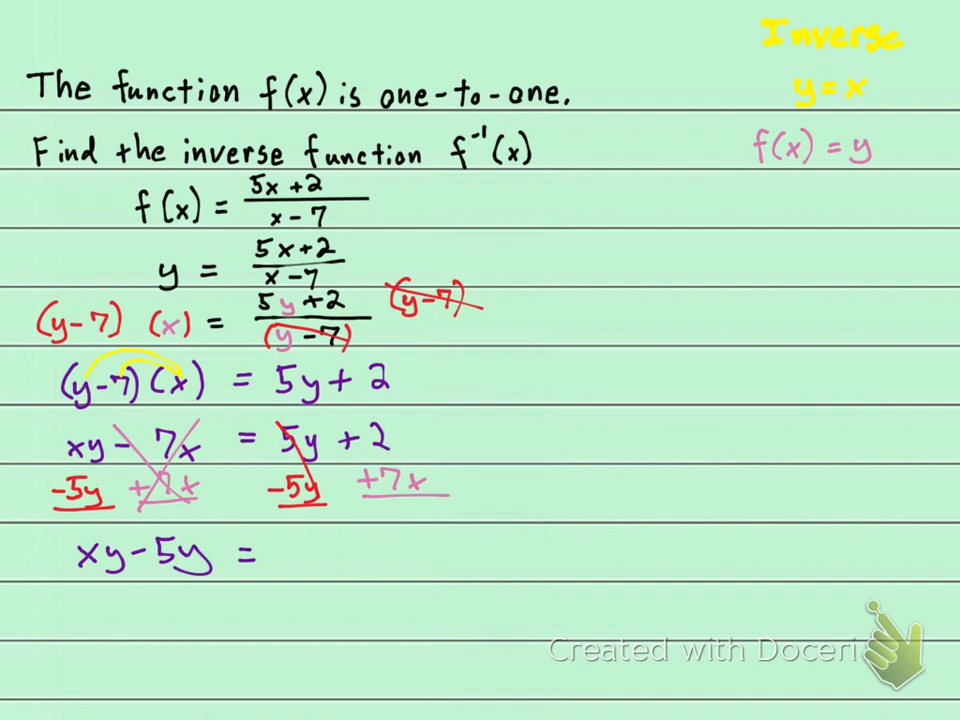 Inverse
The function f(x) is one-to-one.
y = x
Find the inverse function f⁻¹(x)
f(x) = y
f(x) = 5x + 2 / x - 7
y = 5x + 2 / x - 7
(y - 7) (x) = 5y + 2 / (y - 7) (y - 7)
(y - 7) (x) = 5y + 2
xy - 7x = 5y + 2
-5y + 7x -5y +7x
xy - 5y =
Created with Doceri